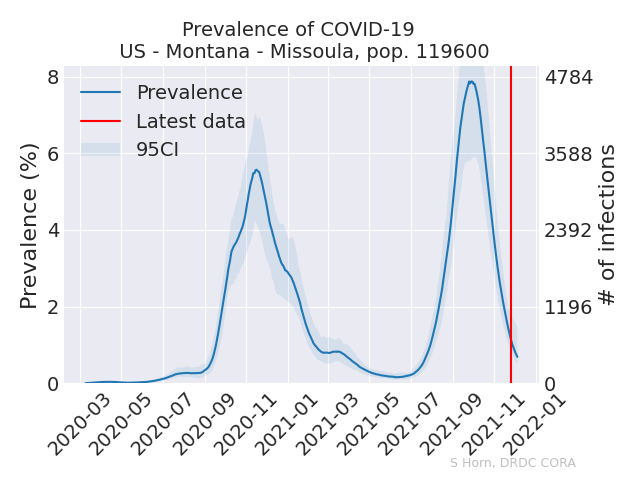 Prevalence of COVID-19
US - Montana - Missoula, pop. 119600
Prevalence
Latest data
95CI
Prevalence (%)
8
6
4
2
0
4784
3588
2392
1196
0
# of infections
2020-03
2020-05
2020-07
2020-09
2020-11
2021-01
2021-03
2021-05
2021-07
2021-09
2021-11
2022-01
S Horn, DRDC CORA